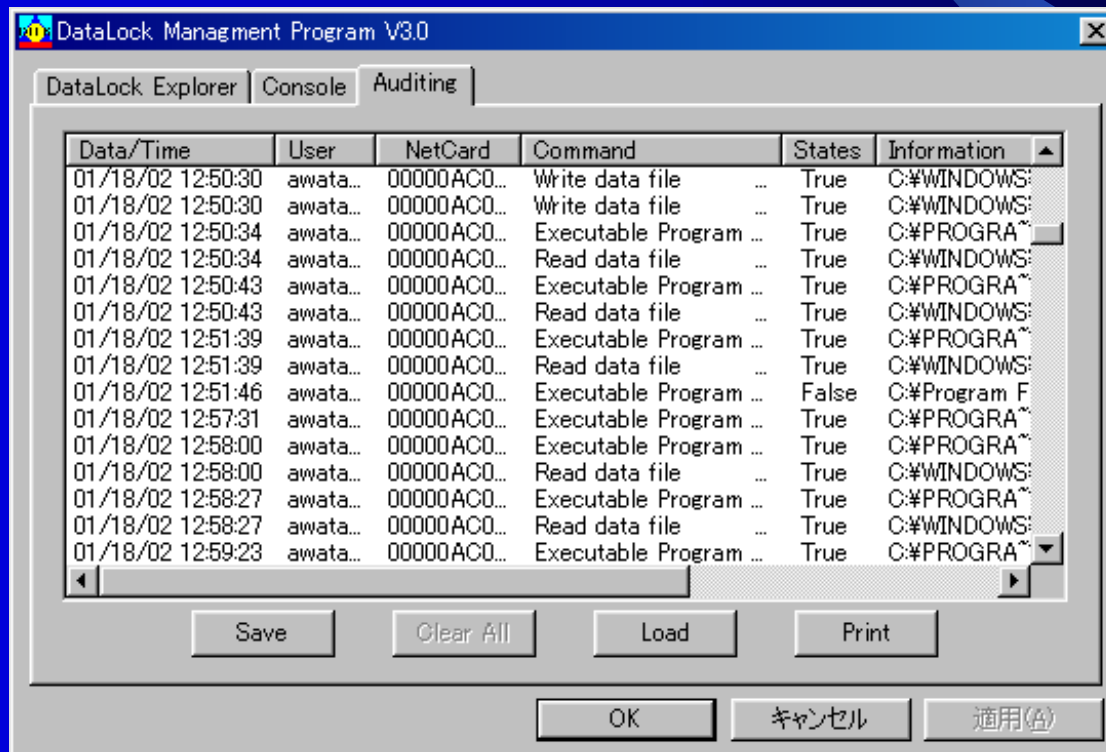 DataLock Managment Program V3.0
DataLock Explorer Console Auditing
Data/Time User NetCard Command States Information
01/18/02 12:50:30 awata... 00000AC0... Write data file ... True C:¥WINDOWS¥
01/18/02 12:50:30 awata... 00000AC0... Write data file ... True C:¥WINDOWS¥
01/18/02 12:50:34 awata... 00000AC0... Executable Program ... True C:¥PROGRA~
01/18/02 12:50:34 awata... 00000AC0... Read data file ... True C:¥WINDOWS¥
01/18/02 12:50:43 awata... 00000AC0... Executable Program ... True C:¥PROGRA~
01/18/02 12:50:43 awata... 00000AC0... Read data file ... True C:¥WINDOWS¥
01/18/02 12:51:39 awata... 00000AC0... Executable Program ... True C:¥PROGRA~
01/18/02 12:51:39 awata... 00000AC0... Read data file ... True C:¥WINDOWS¥
01/18/02 12:51:46 awata... 00000AC0... Executable Program ... False C:¥Program F
01/18/02 12:57:31 awata... 00000AC0... Executable Program ... True C:¥PROGRA~
01/18/02 12:58:00 awata... 00000AC0... Executable Program ... True C:¥PROGRA~
01/18/02 12:58:00 awata... 00000AC0... Read data file ... True C:¥WINDOWS¥
01/18/02 12:58:27 awata... 00000AC0... Executable Program ... True C:¥PROGRA~
01/18/02 12:58:27 awata... 00000AC0... Read data file ... True C:¥WINDOWS¥
01/18/02 12:59:23 awata... 00000AC0... Executable Program ... True C:¥PROGRA~
Save Clear All Load Print
OK キャンセル 適用(A)